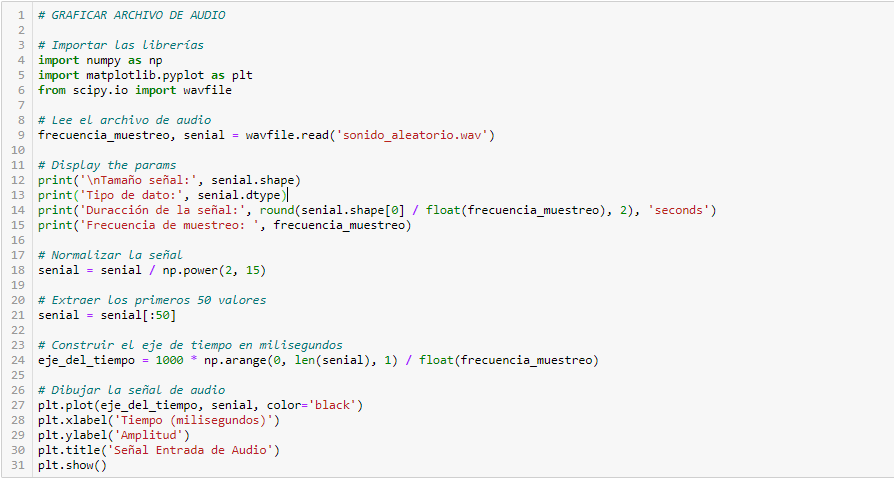 1 # GRAFICAR ARCHIVO DE AUDIO
2
3 # Importar las librerías
4 import numpy as np
5 import matplotlib.pyplot as plt
6 from scipy.io import wavfile
7
8 # Lee el archivo de audio
9 frecuencia_muestreo, senial = wavfile.read('sonido_aleatorio.wav')
10
11 # Display the params
12 print('\nTamaño señal:', senial.shape)
13 print('Tipo de dato:', senial.dtype)
14 print('Duracción de la señal:', round(senial.shape[0] / float(frecuencia_muestreo), 2), 'seconds')
15 print('Frecuencia de muestreo: ', frecuencia_muestreo)
16
17 # Normalizar la señal
18 senial = senial / np.power(2, 15)
19
20 # Extraer los primeros 50 valores
21 senial = senial[:50]
22
23 # Construir el eje de tiempo en milisegundos
24 eje_del_tiempo = 1000 * np.arange(0, len(senial), 1) / float(frecuencia_muestreo)
25
26 # Dibujar la señal de audio
27 plt.plot(eje_del_tiempo, senial, color='black')
28 plt.xlabel('Tiempo (milisegundos)')
29 plt.ylabel('Amplitud')
30 plt.title('Señal Entrada de Audio')
31 plt.show()